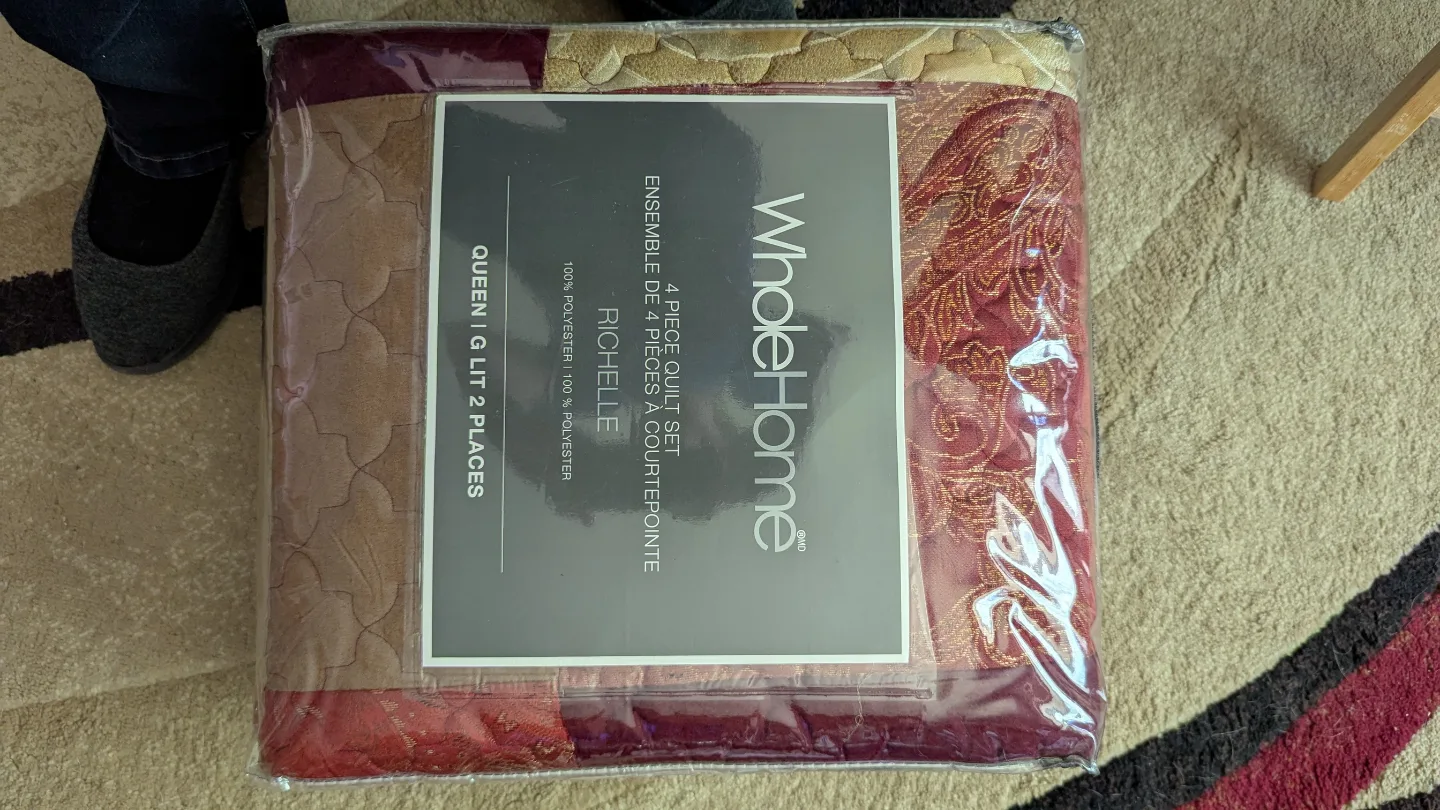 WholeHome®MD
4 PIECE QUILT SET
ENSEMBLE DE 4 PIÈCES À COURTEPOINTE
RICHELLE
100% POLYESTER | 100 % POLYESTER
QUEEN | G LIT 2 PLACES